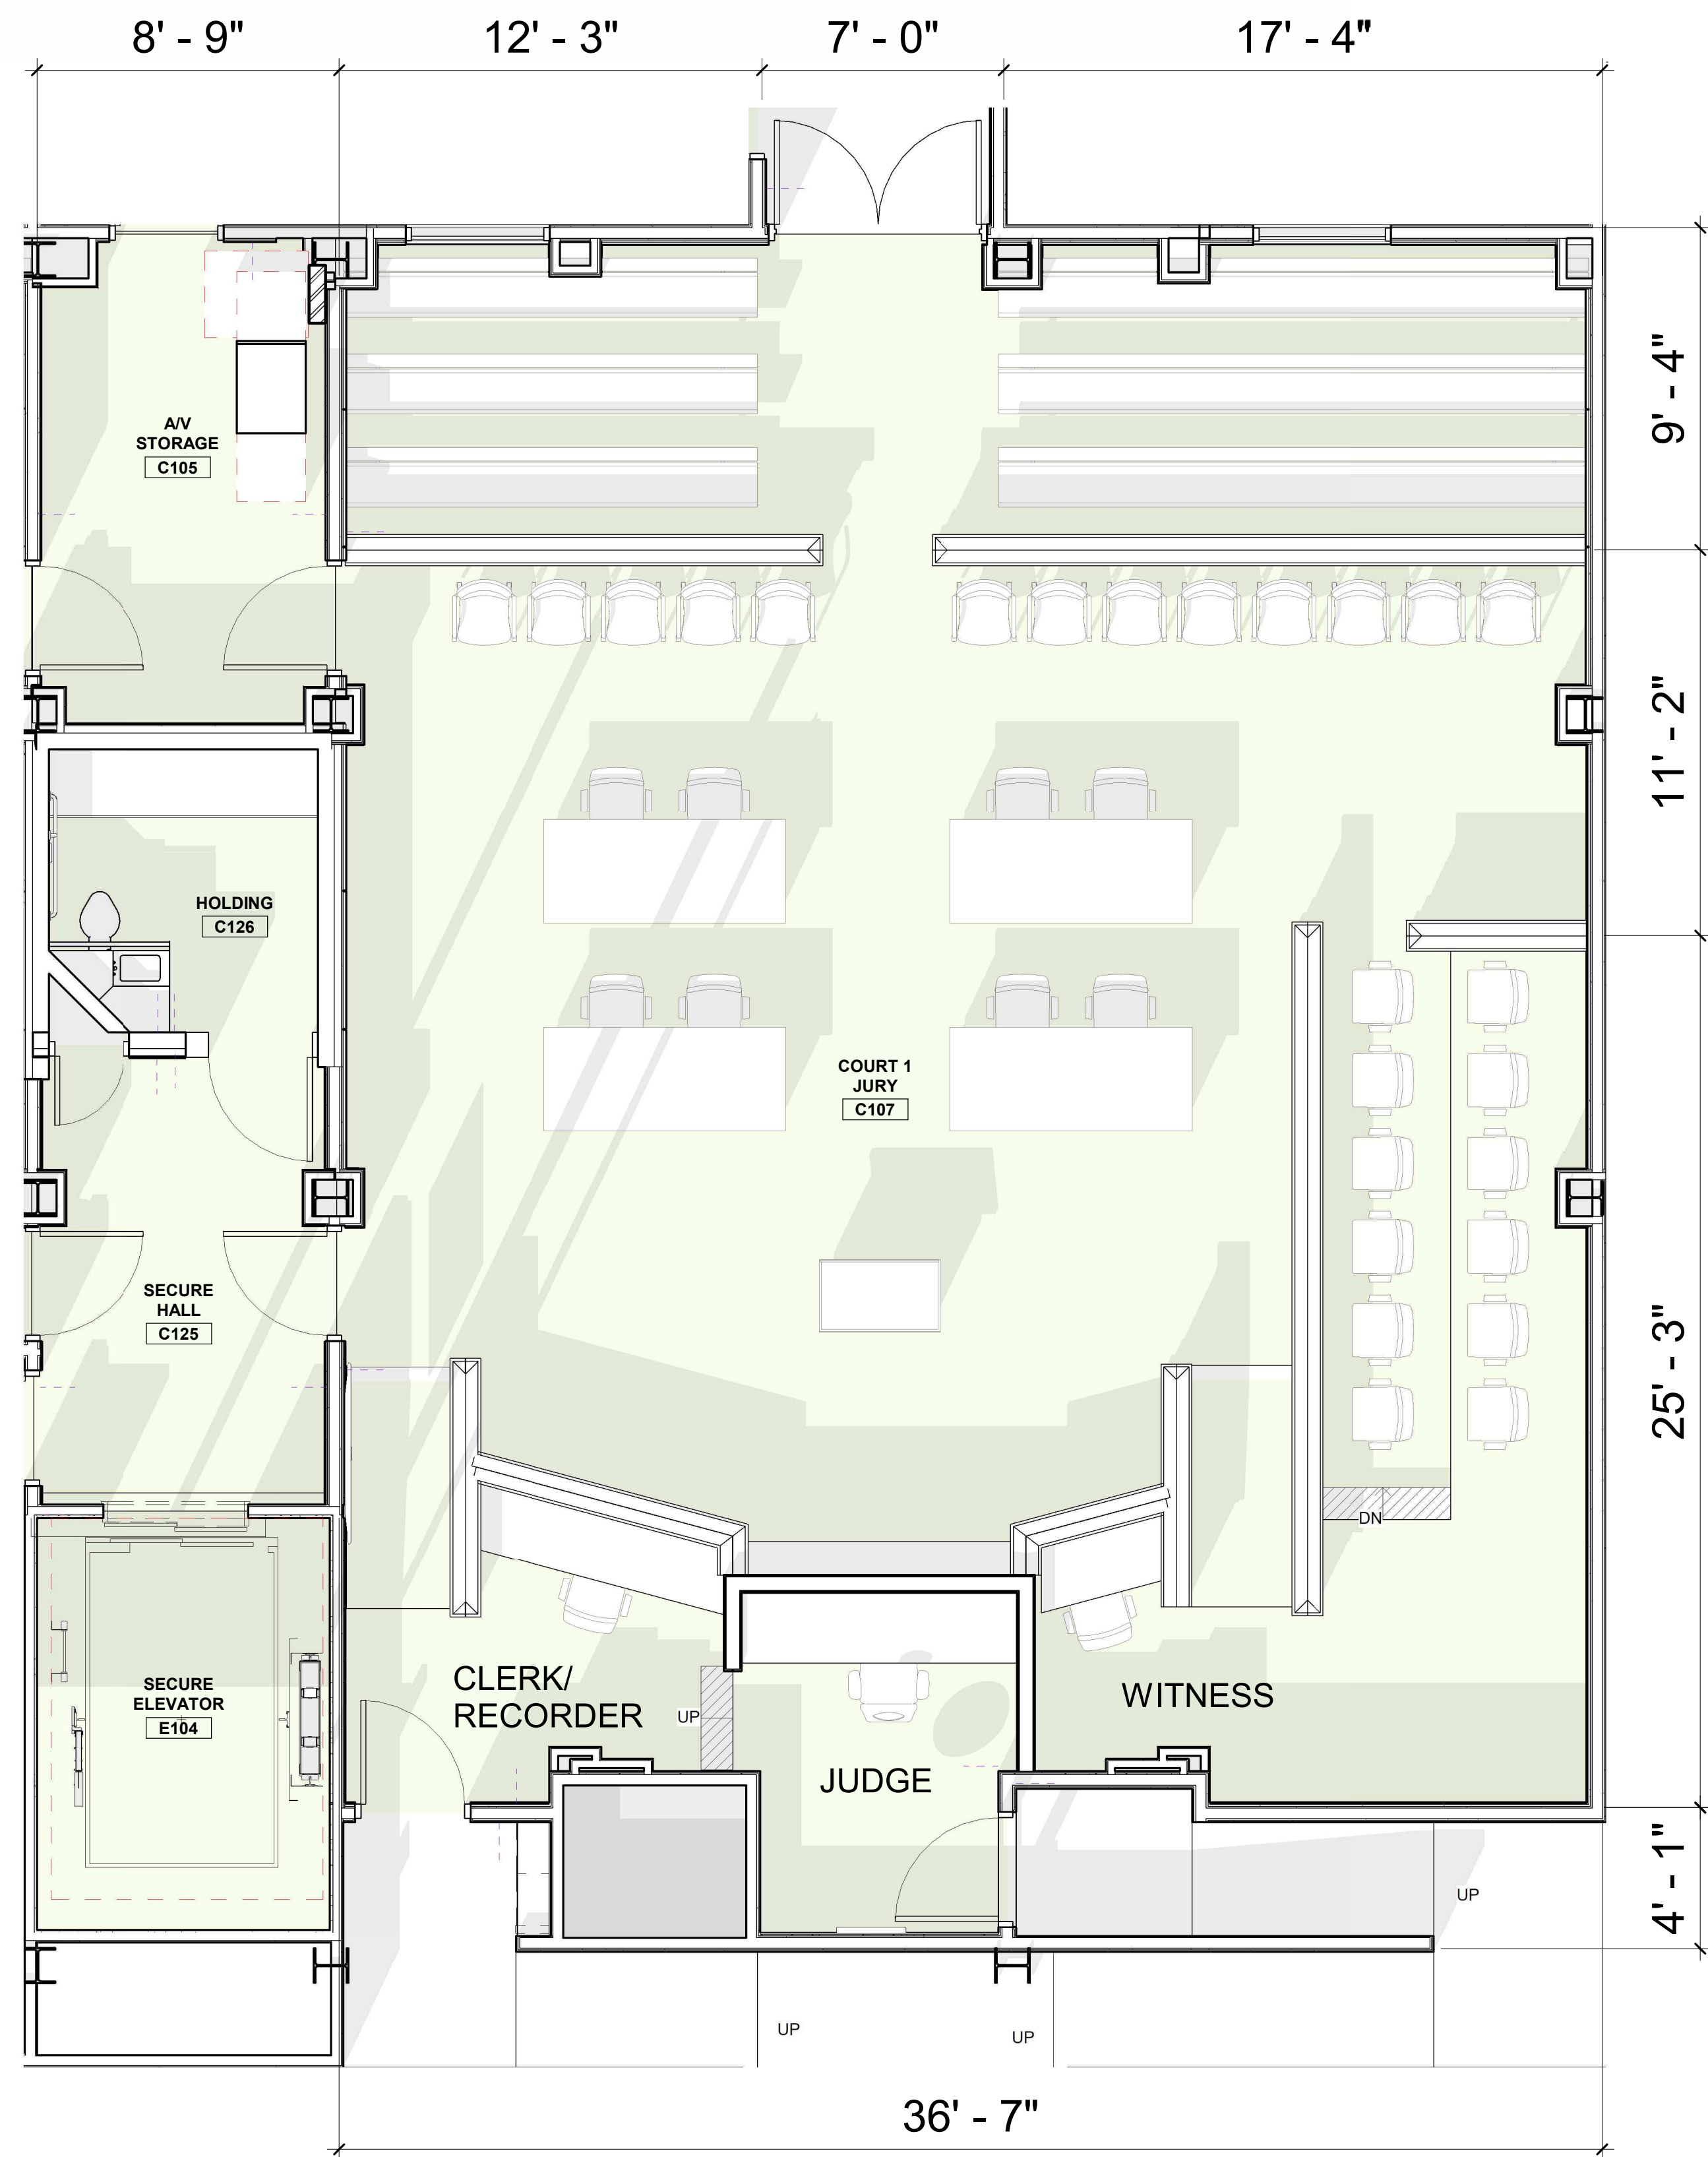 8' - 9"
12' - 3"
7' - 0"
17' - 4"
9' - 4"
11' - 2"
25' - 3"
4' - 1"
A/V
STORAGE
C105
HOLDING
C126
COURT 1
JURY
C107
SECURE
HALL
C125
DN
SECURE
ELEVATOR
E104
CLERK/
RECORDER
UP
JUDGE
WITNESS
UP
UP
UP
36' - 7"